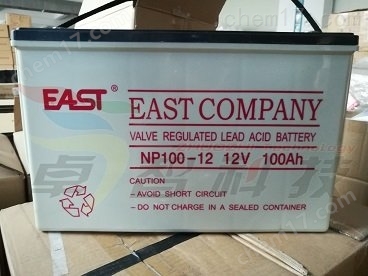 EAST®
EAST COMPANY
VALVE REGULATED LEAD ACID BATTERY
NP100-12 12V 100Ah
CAUTION:
- AVOID SHORT CIRCUIT
- DO NOT CHARGE IN A SEALED CONTAINER